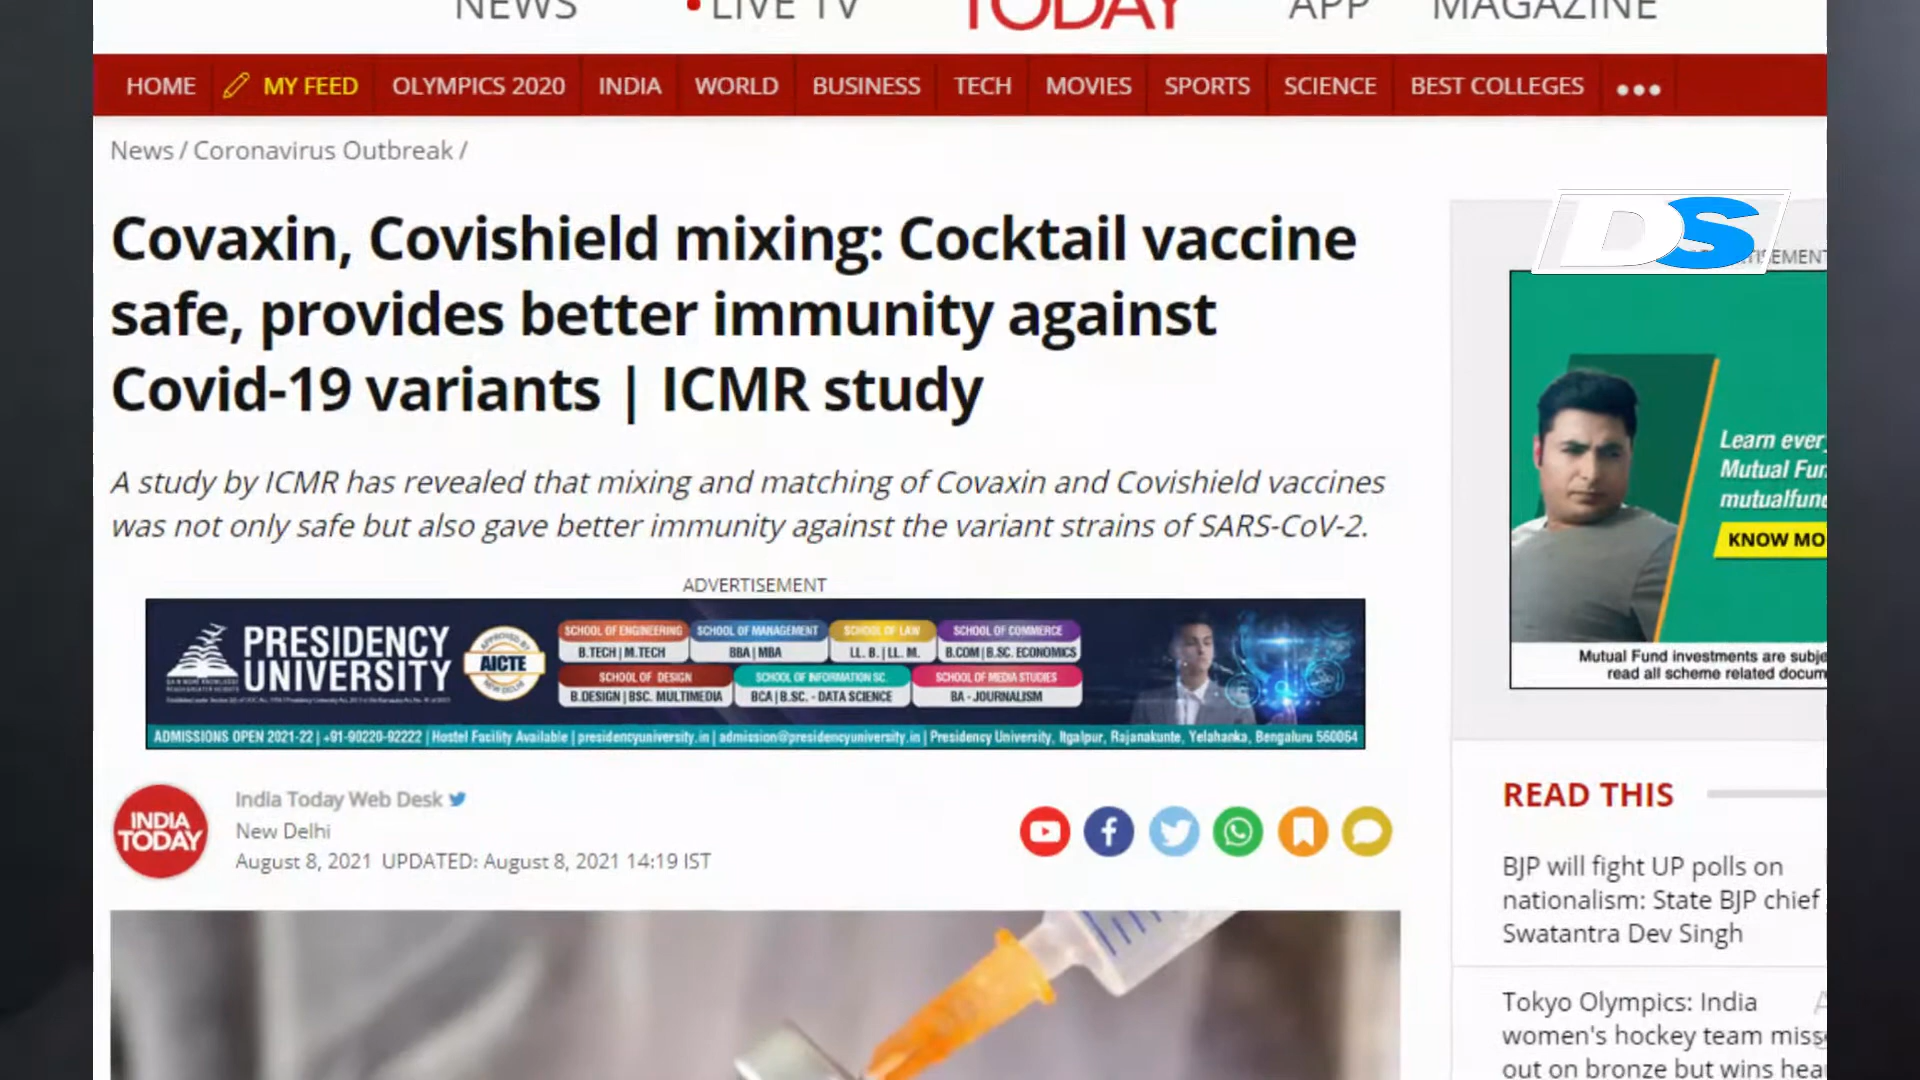 NEWS
LIVE TV
TODAY
APP
MAGAZINE
HOME
MY FEED
OLYMPICS 2020
INDIA
WORLD
BUSINESS
TECH
MOVIES
SPORTS
SCIENCE
BEST COLLEGES
News / Coronavirus Outbreak /
Covaxin, Covishield mixing: Cocktail vaccine
safe, provides better immunity against
Covid-19 variants | ICMR study
A study by ICMR has revealed that mixing and matching of Covaxin and Covishield vaccines
was not only safe but also gave better immunity against the variant strains of SARS-CoV-2.
ADVERTISEMENT
PRESIDENCY
UNIVERSITY
APPROVED BY
AICTE
NEW DELHI
SCHOOL OF ENGINEERING
B.TECH | M.TECH
SCHOOL OF MANAGEMENT
BBA | MBA
SCHOOL OF LAW
LL. B. | LL. M.
SCHOOL OF COMMERCE
B.COM | B.SC. ECONOMICS
SCHOOL OF DESIGN
B.DESIGN | BSC. MULTIMEDIA
SCHOOL OF INFORMATION SC.
BCA | B.SC. - DATA SCIENCE
SCHOOL OF MEDIA STUDIES
BA - JOURNALISM
ADMISSIONS OPEN 2021-22 | +91-90220-92222 | Hostel Facility Available | presidencyuniversity.in | admission@presidencyuniversity.in | Presidency University, Itgalpur, Rajanakunte, Yelahanka, Bengaluru 560064
INDIA
TODAY
India Today Web Desk
New Delhi
August 8, 2021 UPDATED: August 8, 2021 14:19 IST
DS
TISEMENT
Learn ever
Mutual Fun
mutualfund
KNOW MO
Mutual Fund investments are subje
read all scheme related docum
READ THIS
BJP will fight UP polls on
nationalism: State BJP chief
Swatantra Dev Singh
Tokyo Olympics: India
women's hockey team miss
out on bronze but wins hea